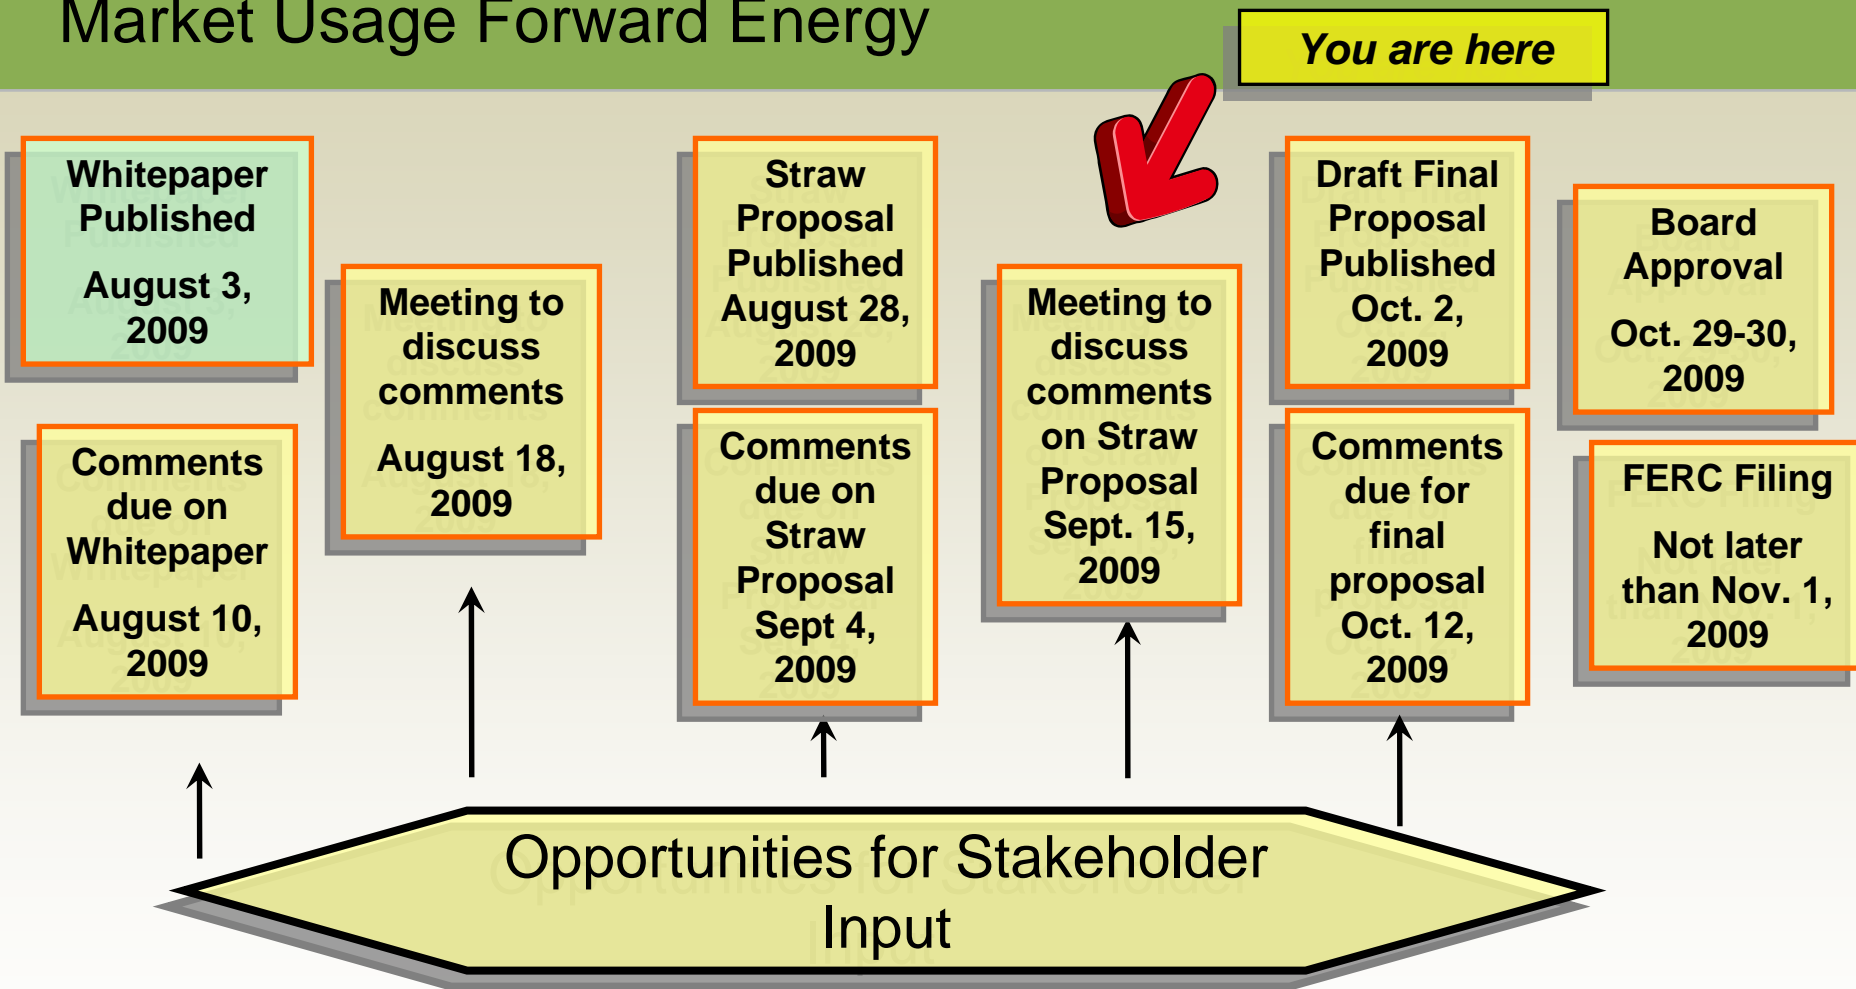 Market Usage Forward Energy
You are here
Whitepaper
Published
August 3,
2009
Comments
due on
Whitepaper
August 10,
2009
Meeting to
discuss
comments
August 18,
2009
Straw
Proposal
Published
August 28,
2009
Comments
due on
Straw
Proposal
Sept 4,
2009
Meeting to
discuss
comments
on Straw
Proposal
Sept. 15,
2009
Draft Final
Proposal
Published
Oct. 2,
2009
Comments
due for
final
proposal
Oct. 12,
2009
Board
Approval
Oct. 29-30,
2009
FERC Filing
Not later
than Nov. 1,
2009
Opportunities for Stakeholder
Input